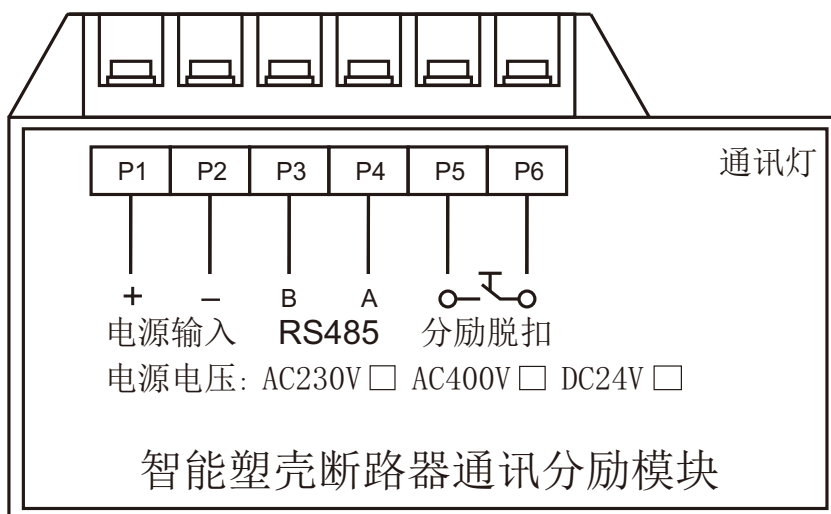 P1 P2 P3 P4 P5 P6 通讯灯
+ − B A
电源输入 RS485 分励脱扣
电源电压: AC230V□ AC400V□ DC24V□
智能塑壳断路器通讯分励模块